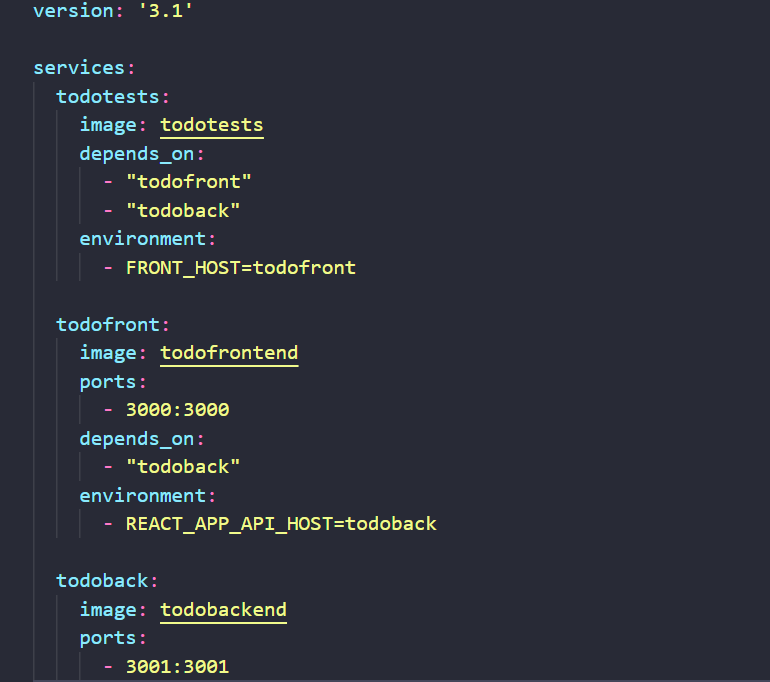 version: '3.1'
services:
todotests:
image: todotests
depends_on:
- "todofront"
- "todoback"
environment:
- FRONT_HOST=todofront
todofront:
image: todofrontend
ports:
- 3000:3000
depends_on:
- "todoback"
environment:
- REACT_APP_API_HOST=todoback
todoback:
image: todobackend
ports:
- 3001:3001